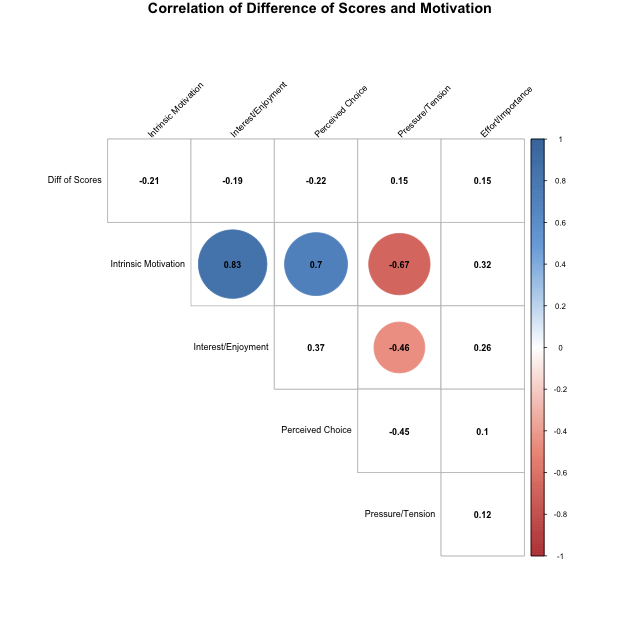 Correlation of Difference of Scores and Motivation
Intrinsic Motivation
Interest/Enjoyment
Perceived Choice
Pressure/Tension
Effort/Importance
Diff of Scores
-0.21
-0.19
-0.22
0.15
0.15
Intrinsic Motivation
0.83
0.7
-0.67
0.32
Interest/Enjoyment
0.37
-0.46
0.26
Perceived Choice
-0.45
0.1
Pressure/Tension
0.12
1
0.8
0.6
0.4
0.2
0
-0.2
-0.4
-0.6
-0.8
-1